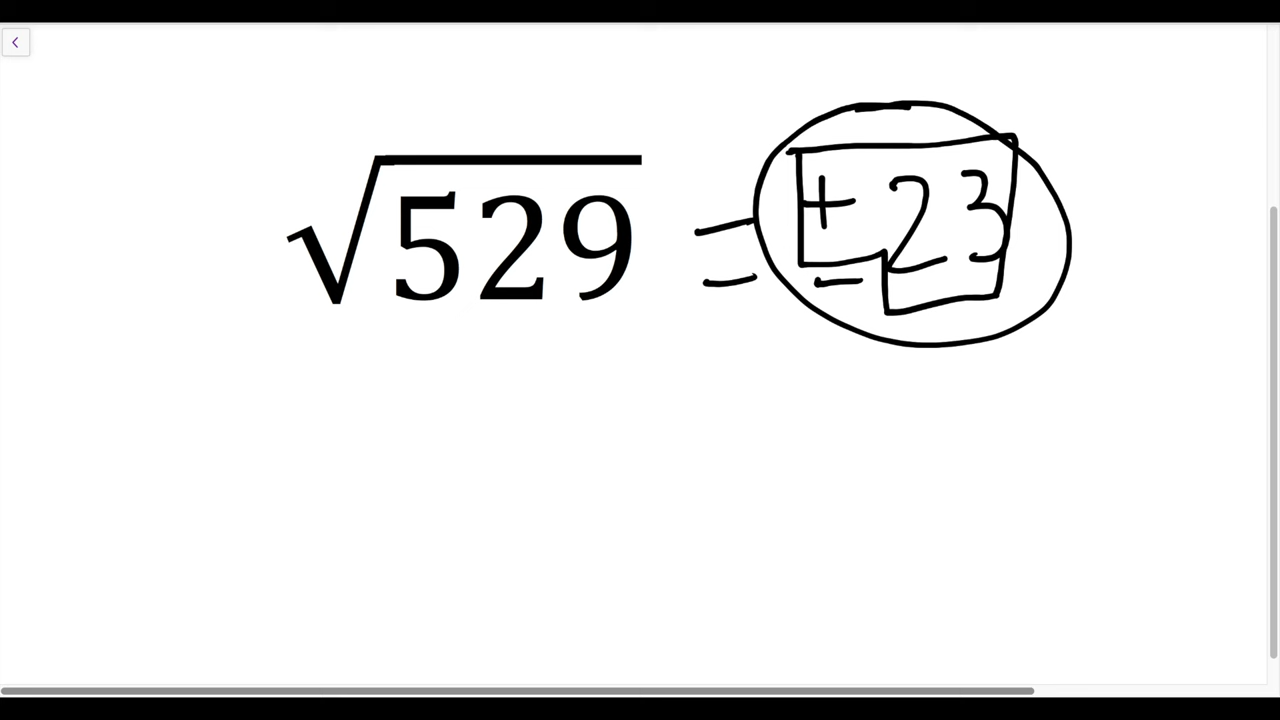 √529 = ± 23